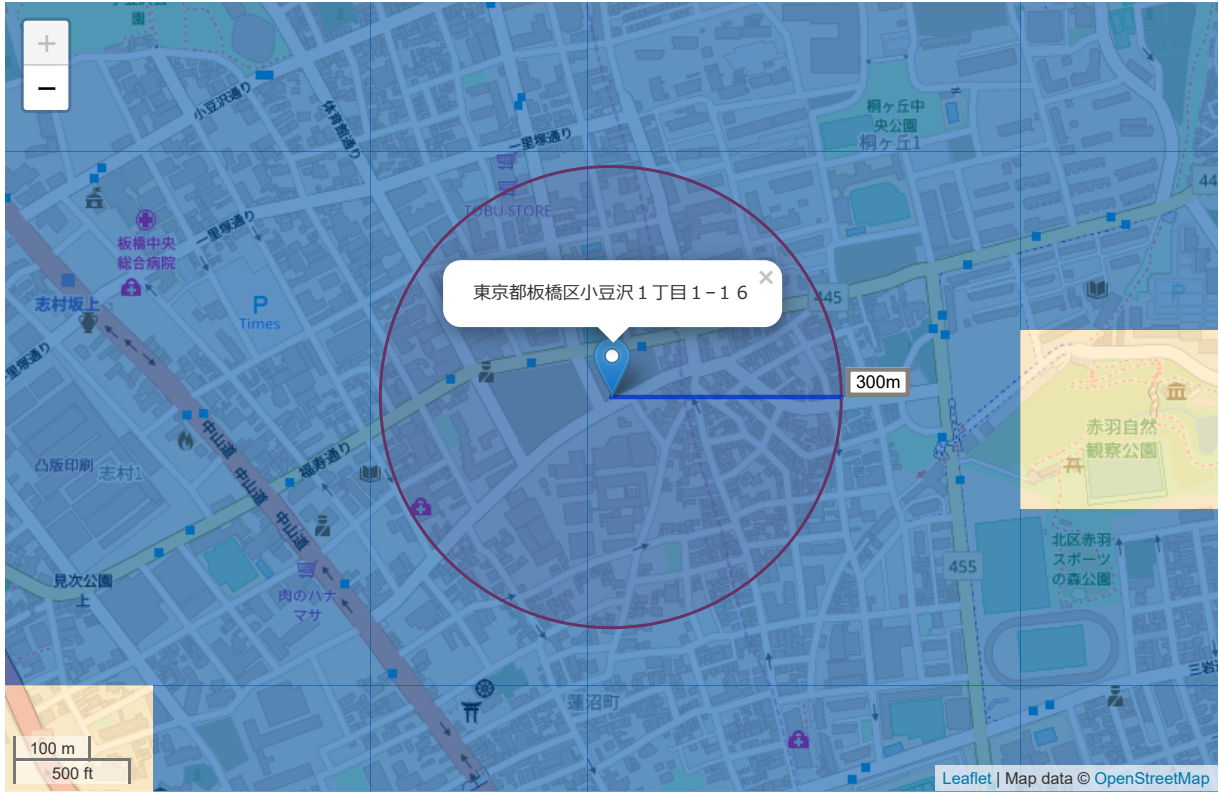 園
+
−
小豆沢通り
体育館通り
一里塚通り
桐ヶ丘中
央公園
桐ヶ丘1
TOBU STORE
一里塚通り
板橋中央
総合病院
志村坂上
P
Times
東京都板橋区小豆沢1丁目1−16
×
445
P
300m
赤羽自然
観察公園
中山道
中山道
中山道
福寿通り
凸版印刷
志村1
455
北区赤羽
スポーツ
の森公園
見次公園
上
肉のハナ
マサ
蓮沼町
100 m
500 ft
Leaflet | Map data © OpenStreetMap